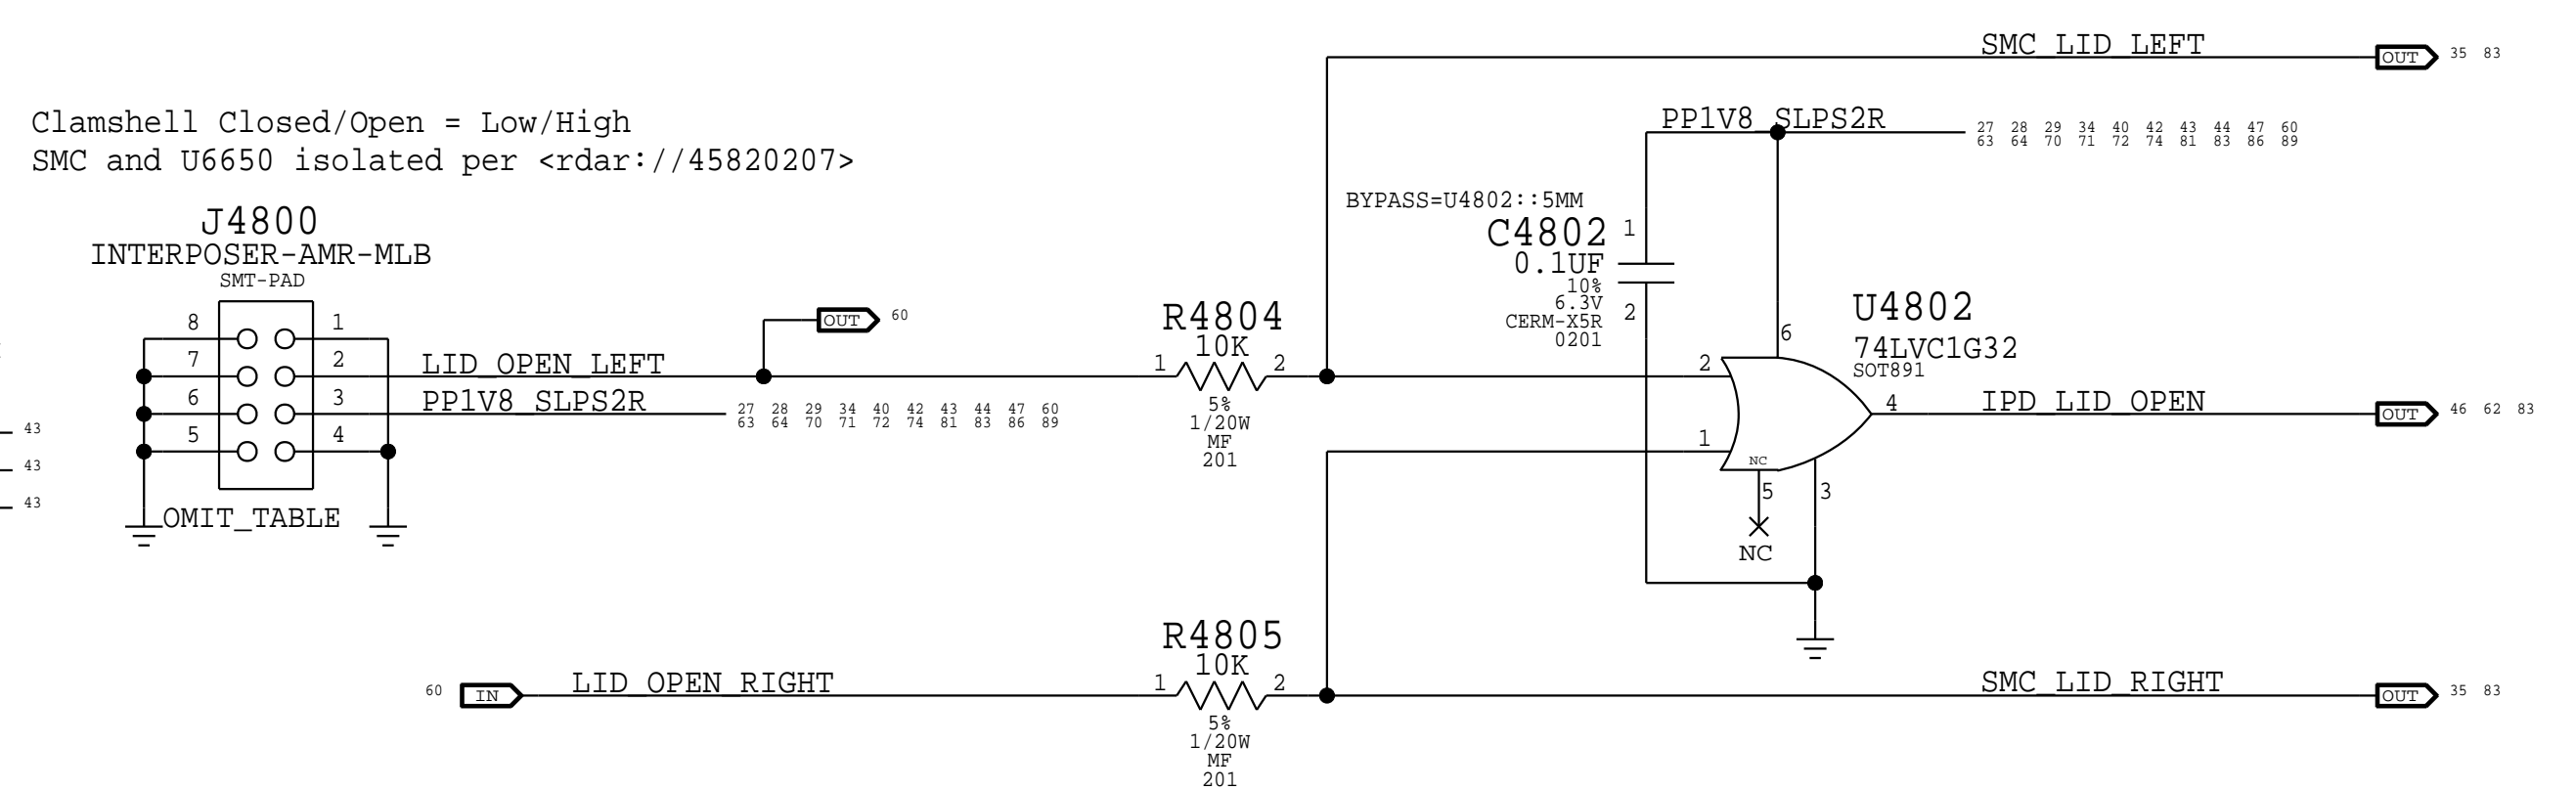 SMC_LID_LEFT
OUT
35 83
Clamshell Closed/Open = Low/High
SMC and U6650 isolated per <rdar://45820207>
PP1V8_SLPS2R
27 28 29 34 40 42 43 44 47 60
63 64 70 71 72 74 81 83 86 89
BYPASS=U4802::5MM
C4802
0.1UF
10%
6.3V
CERM-X5R
0201
1
2
J4800
INTERPOSER-AMR-MLB
SMT-PAD
8
7
6
5
1
2
3
4
OMIT_TABLE
43
43
43
LID_OPEN_LEFT
OUT
60
PP1V8_SLPS2R
27 28 29 34 40 42 43 44 47 60
63 64 70 71 72 74 81 83 86 89
R4804
10K
1
2
5%
1/20W
MF
201
U4802
74LVC1G32
SOT891
6
2
1
4
NC
5
3
NC
IPD_LID_OPEN
OUT
46 62 83
60
IN
LID_OPEN_RIGHT
R4805
10K
1
2
5%
1/20W
MF
201
SMC_LID_RIGHT
OUT
35 83